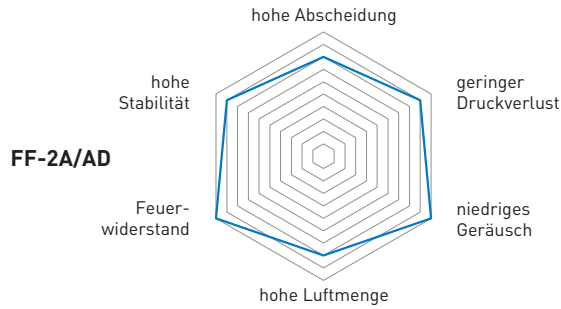 hohe Abscheidung
hohe
Stabilität
geringer
Druckverlust
FF-2A/AD
Feuer-
widerstand
niedriges
Geräusch
hohe Luftmenge